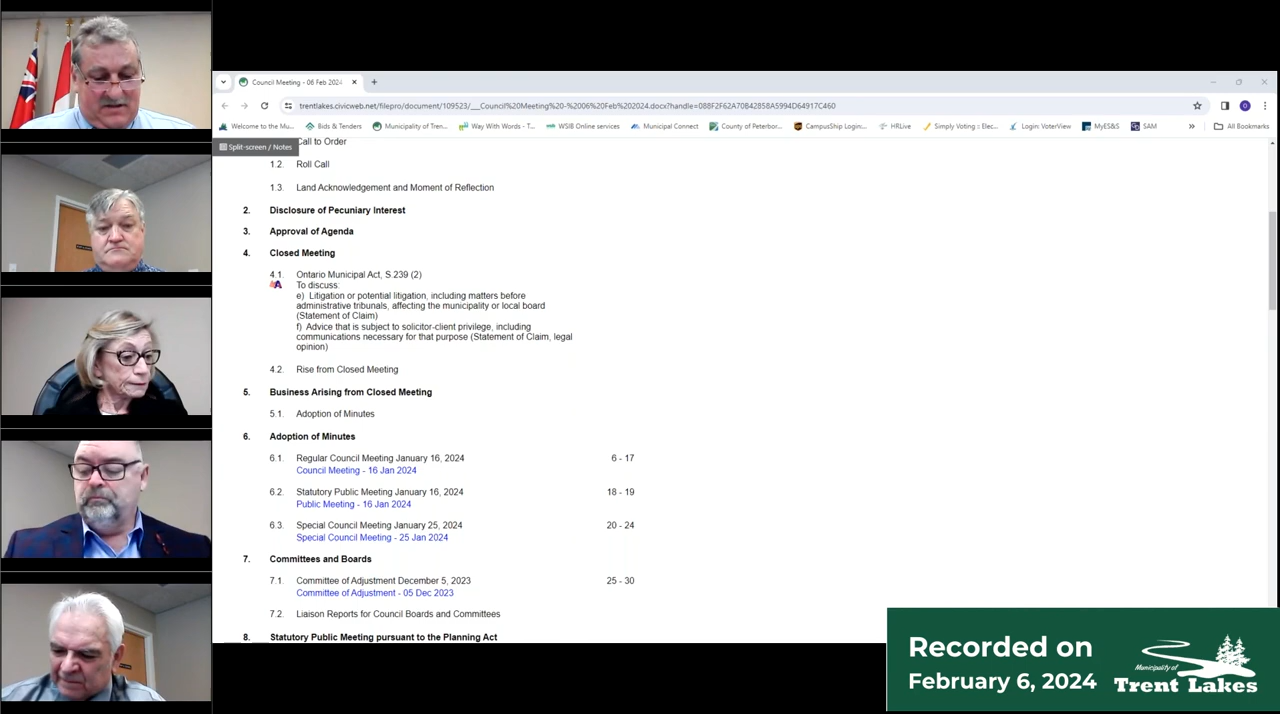 Council Meeting - 06 Feb 2024
trentlakes.civicweb.net/filepro/document/109523/__Council%20Meeting%20-%2006%20Feb%202024.docx?handle=088F2F62A70B42858A5994D64917C460
Welcome to the Mu... Bids & Tenders Municipality of Tren... Way With Words - T... WSIB Online services Municipal Connect County of Peterbor... CampusShip Login:... HRLive Simply Voting :: Elec... Login: VoterView MyES&S SAM » All Bookmarks
Split-screen / Notes
Call to Order
1.2. Roll Call
1.3. Land Acknowledgement and Moment of Reflection
2. Disclosure of Pecuniary Interest
3. Approval of Agenda
4. Closed Meeting
4.1. Ontario Municipal Act, S.239 (2)
To discuss:
e) Litigation or potential litigation, including matters before
administrative tribunals, affecting the municipality or local board
(Statement of Claim)
f) Advice that is subject to solicitor-client privilege, including
communications necessary for that purpose (Statement of Claim, legal
opinion)
4.2. Rise from Closed Meeting
5. Business Arising from Closed Meeting
5.1. Adoption of Minutes
6. Adoption of Minutes
6.1. Regular Council Meeting January 16, 2024 6 - 17
Council Meeting - 16 Jan 2024
6.2. Statutory Public Meeting January 16, 2024 18 - 19
Public Meeting - 16 Jan 2024
6.3. Special Council Meeting January 25, 2024 20 - 24
Special Council Meeting - 25 Jan 2024
7. Committees and Boards
7.1. Committee of Adjustment December 5, 2023 25 - 30
Committee of Adjustment - 05 Dec 2023
7.2. Liaison Reports for Council Boards and Committees
8. Statutory Public Meeting pursuant to the Planning Act
Recorded on
February 6, 2024
Municipality of
Trent Lakes